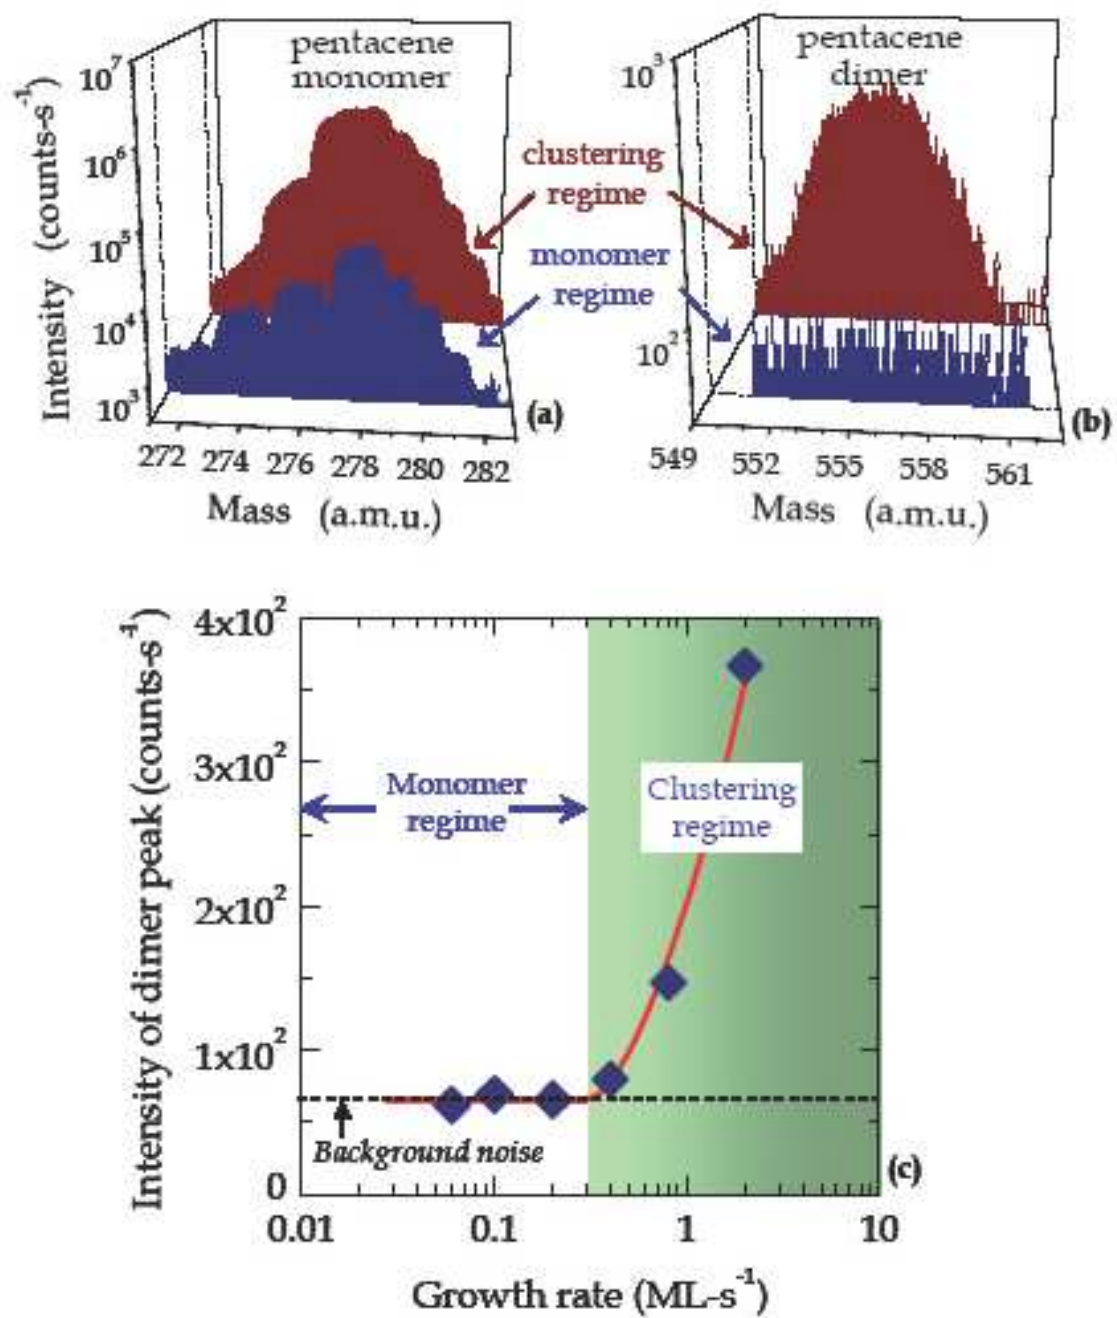 pentacene
monomer
pentacene
dimer
10⁷
10⁶
10⁵
10⁴
10³
Intensity (counts-s⁻¹)
clustering
regime
monomer
regime
10³
10²
(a)
(b)
272 274 276 278 280 282
549 552 555 558 561
Mass (a.m.u.)
Mass (a.m.u.)
4x10²
3x10²
2x10²
1x10²
0
Intensity of dimer peak (counts-s⁻¹)
Monomer
regime
Clustering
regime
Background noise
(c)
0.01 0.1 1 10
Growth rate (ML-s⁻¹)